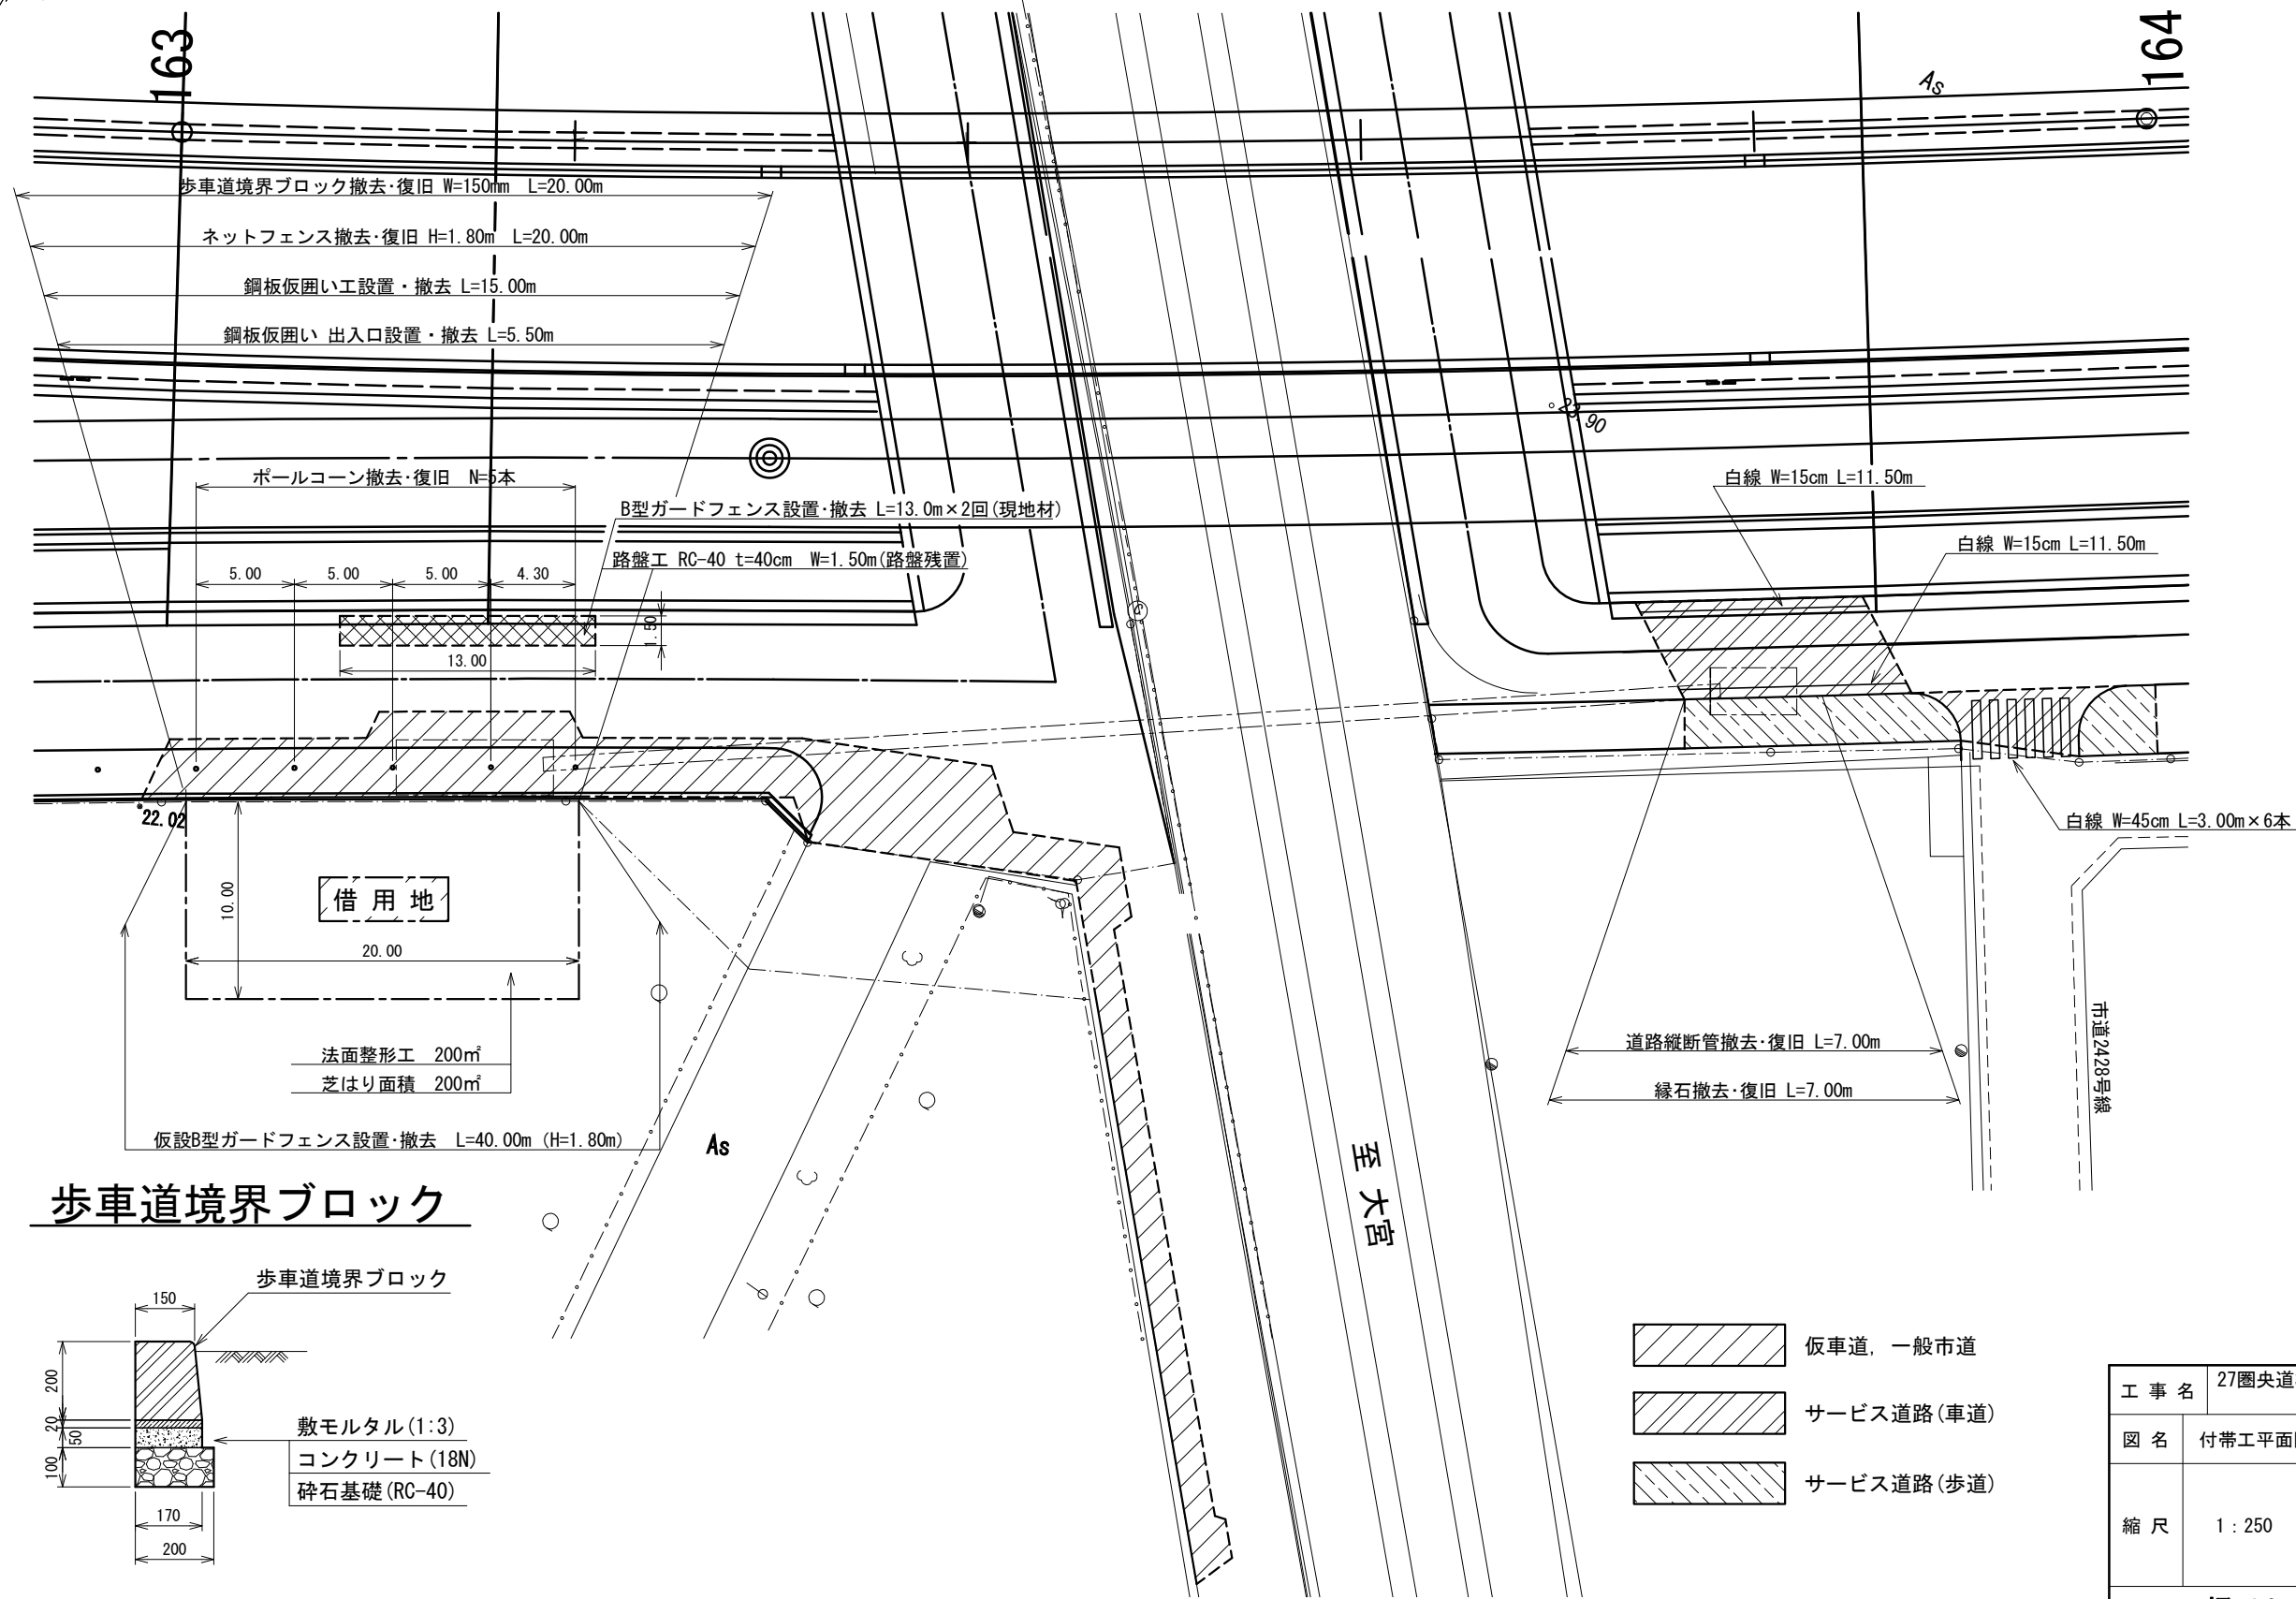 163
164
As
歩車道境界ブロック撤去･復旧 W=150mm L=20.00m
ネットフェンス撤去･復旧 H=1.80m L=20.00m
鋼板仮囲い工設置・撤去 L=15.00m
鋼板仮囲い 出入口設置・撤去 L=5.50m
23.90
ポールコーン撤去･復旧 N=5本
白線 W=15cm L=11.50m
B型ガードフェンス設置･撤去 L=13.0m×2回(現地材)
白線 W=15cm L=11.50m
路盤工 RC-40 t=40cm W=1.50m(路盤残置)
5.00
5.00
5.00
4.30
G
1.50
13.00
22.02
白線 W=45cm L=3.00m×6本
10.00
借用地
20.00
法面整形工 200㎡
芝はり面積 200㎡
道路縦断管撤去･復旧 L=7.00m
縁石撤去･復旧 L=7.00m
市道2428号線
仮設B型ガードフェンス設置･撤去 L=40.00m (H=1.80m)
As
至 大宮
歩車道境界ブロック
歩車道境界ブロック
150
200
20
50
100
敷モルタル(1:3)
コンクリート(18N)
砕石基礎(RC-40)
170
200
仮車道, 一般市道
サービス道路(車道)
サービス道路(歩道)
工事名 27圏央道
図名 付帯工平面
縮尺 1：250